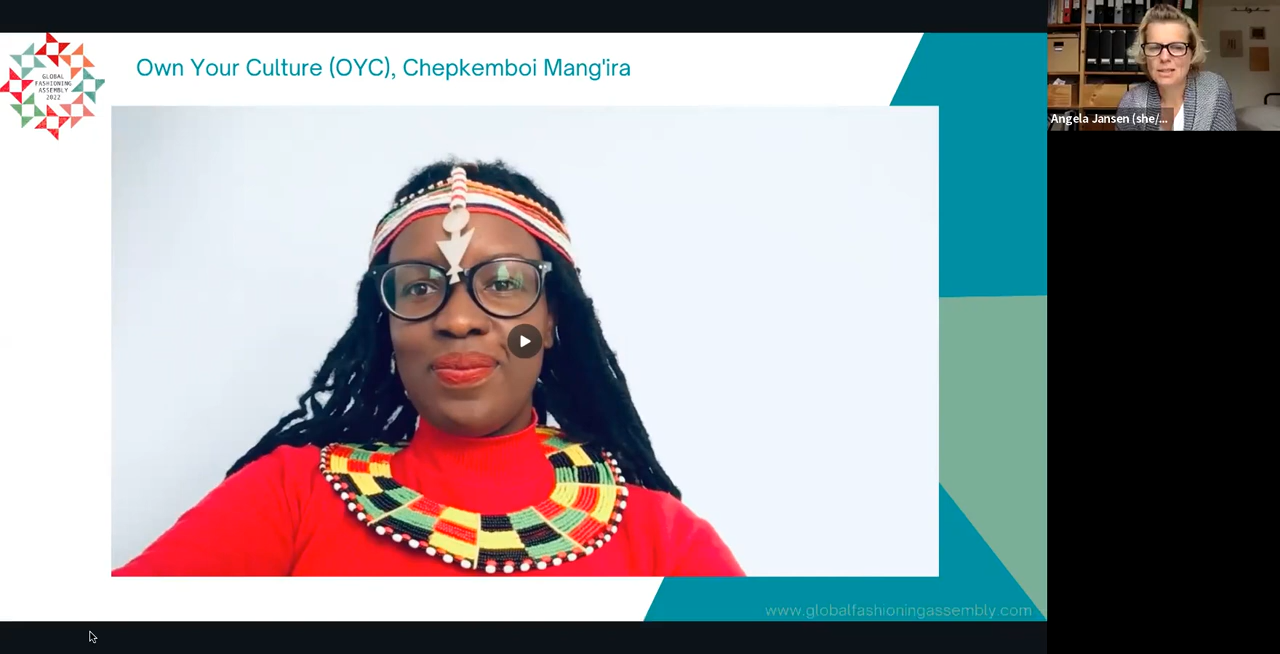 GLOBAL
FASHIONING
ASSEMBLY
2022
Own Your Culture (OYC), Chepkemboi Mang'ira
Angela Jansen (she/...
www.globalfashioningassembly.com